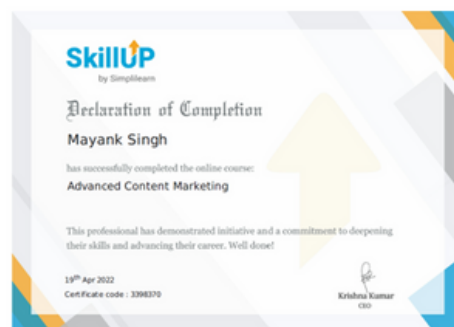 SkillUP
by Simplilearn
Declaration of Completion
Mayank Singh
has successfully completed the online course:
Advanced Content Marketing
This professional has demonstrated initiative and a commitment to deepening
their skills and advancing their career. Well done!
19th Apr 2022
Certificate code : 3398370
Krishna Kumar
CEO